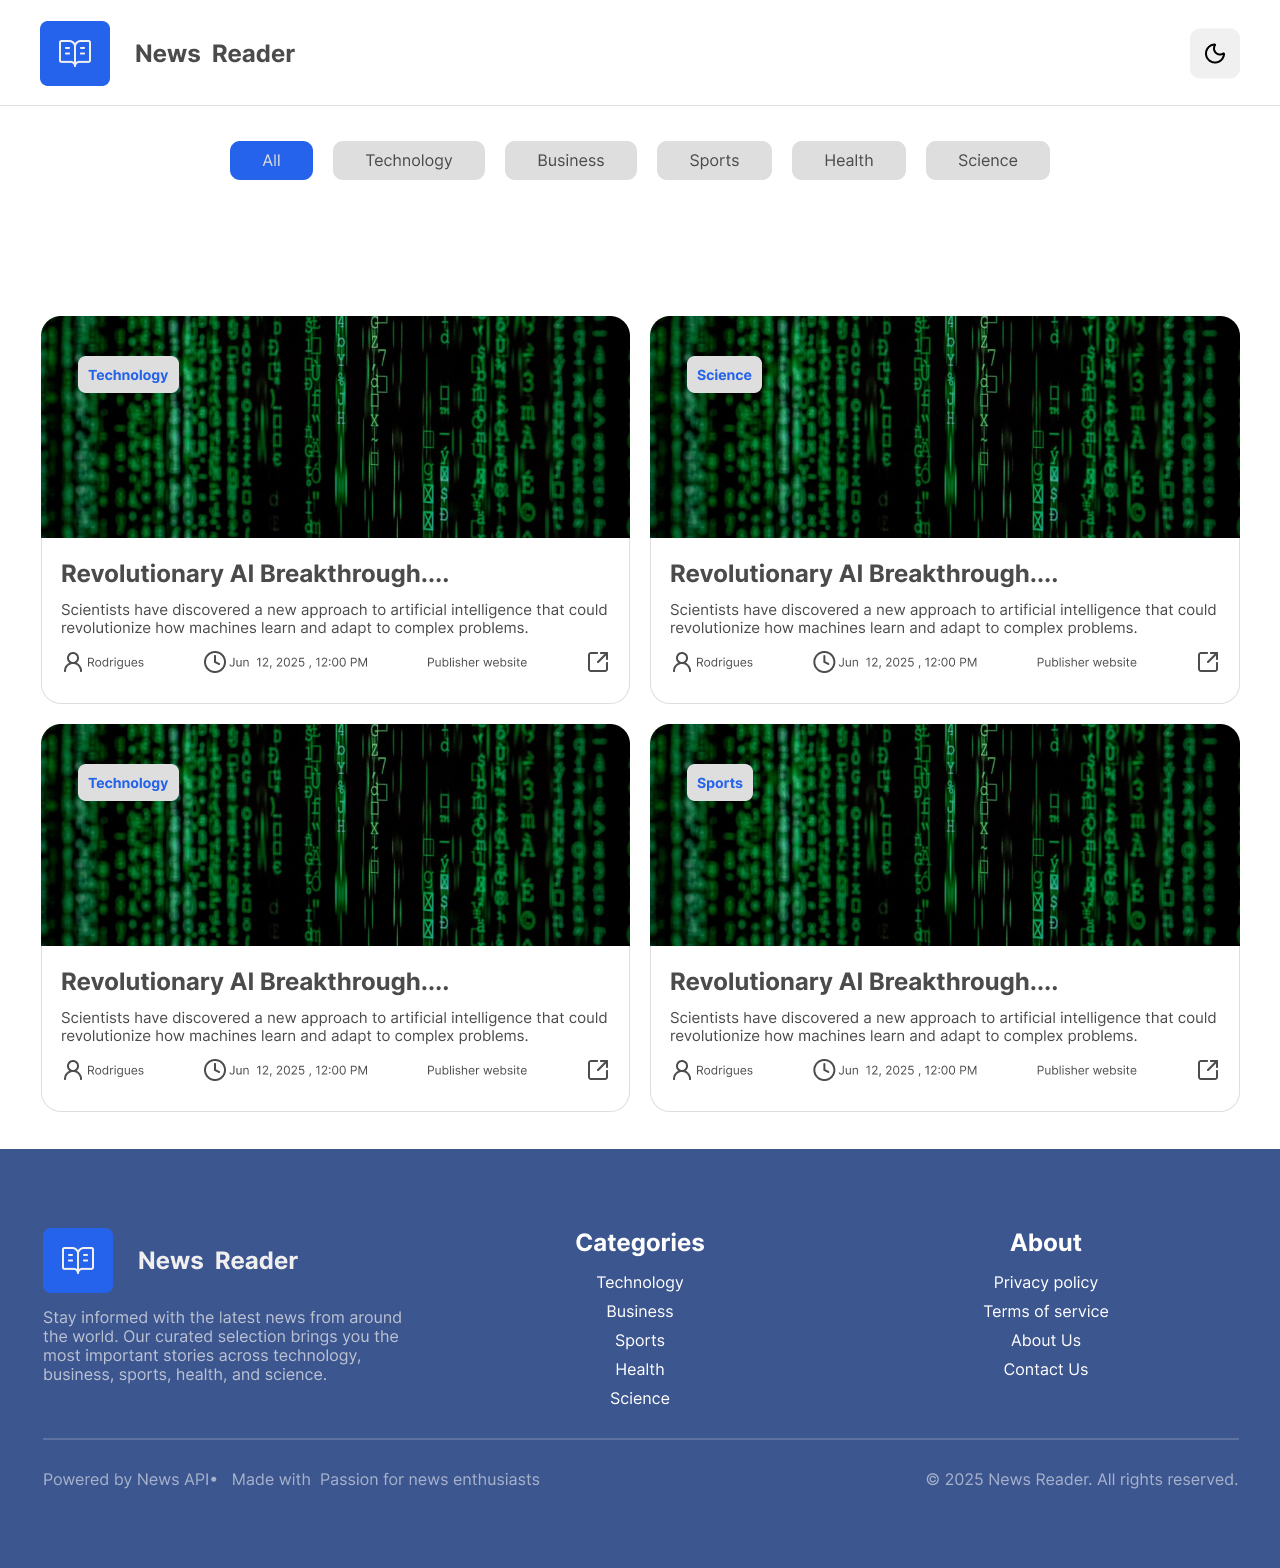 News Reader
All
Technology
Business
Sports
Health
Science
Technology
Revolutionary AI Breakthrough....
Scientists have discovered a new approach to artificial intelligence that could
revolutionize how machines learn and adapt to complex problems.
Rodrigues
Jun 12, 2025 , 12:00 PM
Publisher website
Science
Revolutionary AI Breakthrough....
Scientists have discovered a new approach to artificial intelligence that could
revolutionize how machines learn and adapt to complex problems.
Rodrigues
Jun 12, 2025 , 12:00 PM
Publisher website
Technology
Revolutionary AI Breakthrough....
Scientists have discovered a new approach to artificial intelligence that could
revolutionize how machines learn and adapt to complex problems.
Rodrigues
Jun 12, 2025 , 12:00 PM
Publisher website
Sports
Revolutionary AI Breakthrough....
Scientists have discovered a new approach to artificial intelligence that could
revolutionize how machines learn and adapt to complex problems.
Rodrigues
Jun 12, 2025 , 12:00 PM
Publisher website
News Reader
Stay informed with the latest news from around
the world. Our curated selection brings you the
most important stories across technology,
business, sports, health, and science.
Categories
Technology
Business
Sports
Health
Science
About
Privacy policy
Terms of service
About Us
Contact Us
Powered by News API• Made with Passion for news enthusiasts
© 2025 News Reader. All rights reserved.